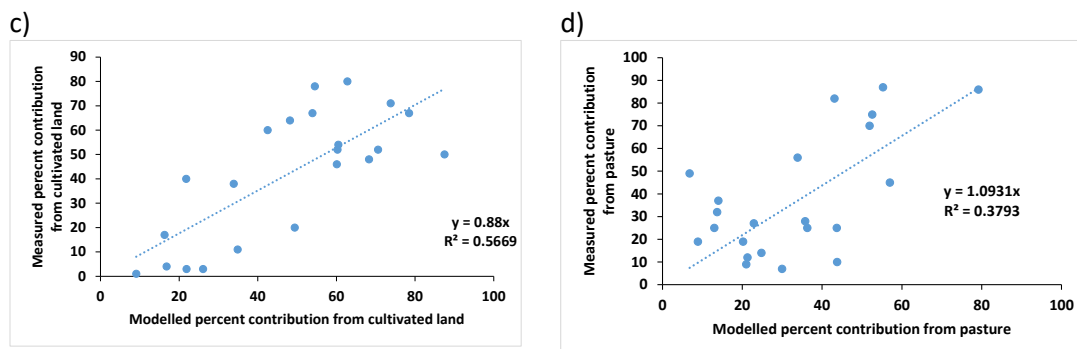 c)
Measured perecent contribution
from cultivated land
90
80
70
60
50
40
30
20
10
0
y = 0.88x
R² = 0.5669
0 20 40 60 80 100
Modelled percent contribution from cultivated land
d)
Measured perecent contribution
from pasture
100
90
80
70
60
50
40
30
20
10
0
y = 1.0931x
R² = 0.3793
0 20 40 60 80 100
Modelled percent contribution from pasture